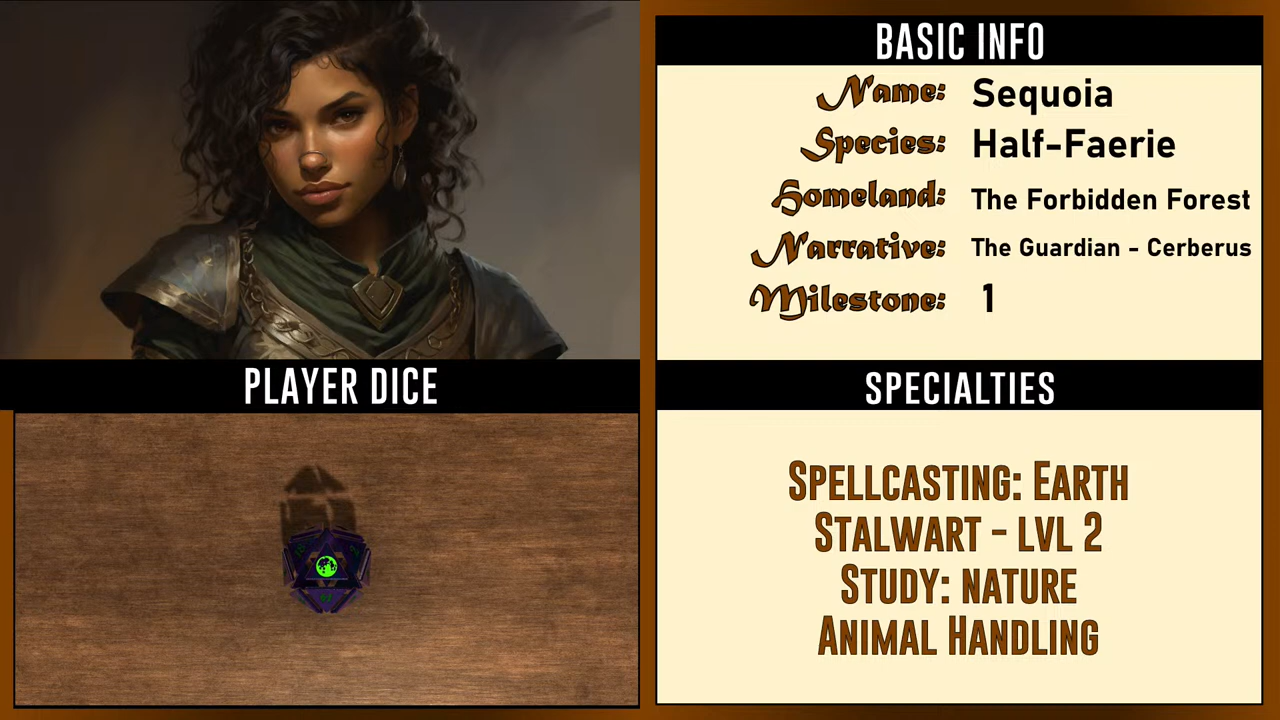 BASIC INFO
Name: Sequoia
Species: Half-Faerie
Homeland: The Forbidden Forest
Narrative: The Guardian - Cerberus
Milestone: 1
PLAYER DICE
SPECIALTIES
Spellcasting: Earth
Stalwart - lvl 2
Study: nature
Animal Handling